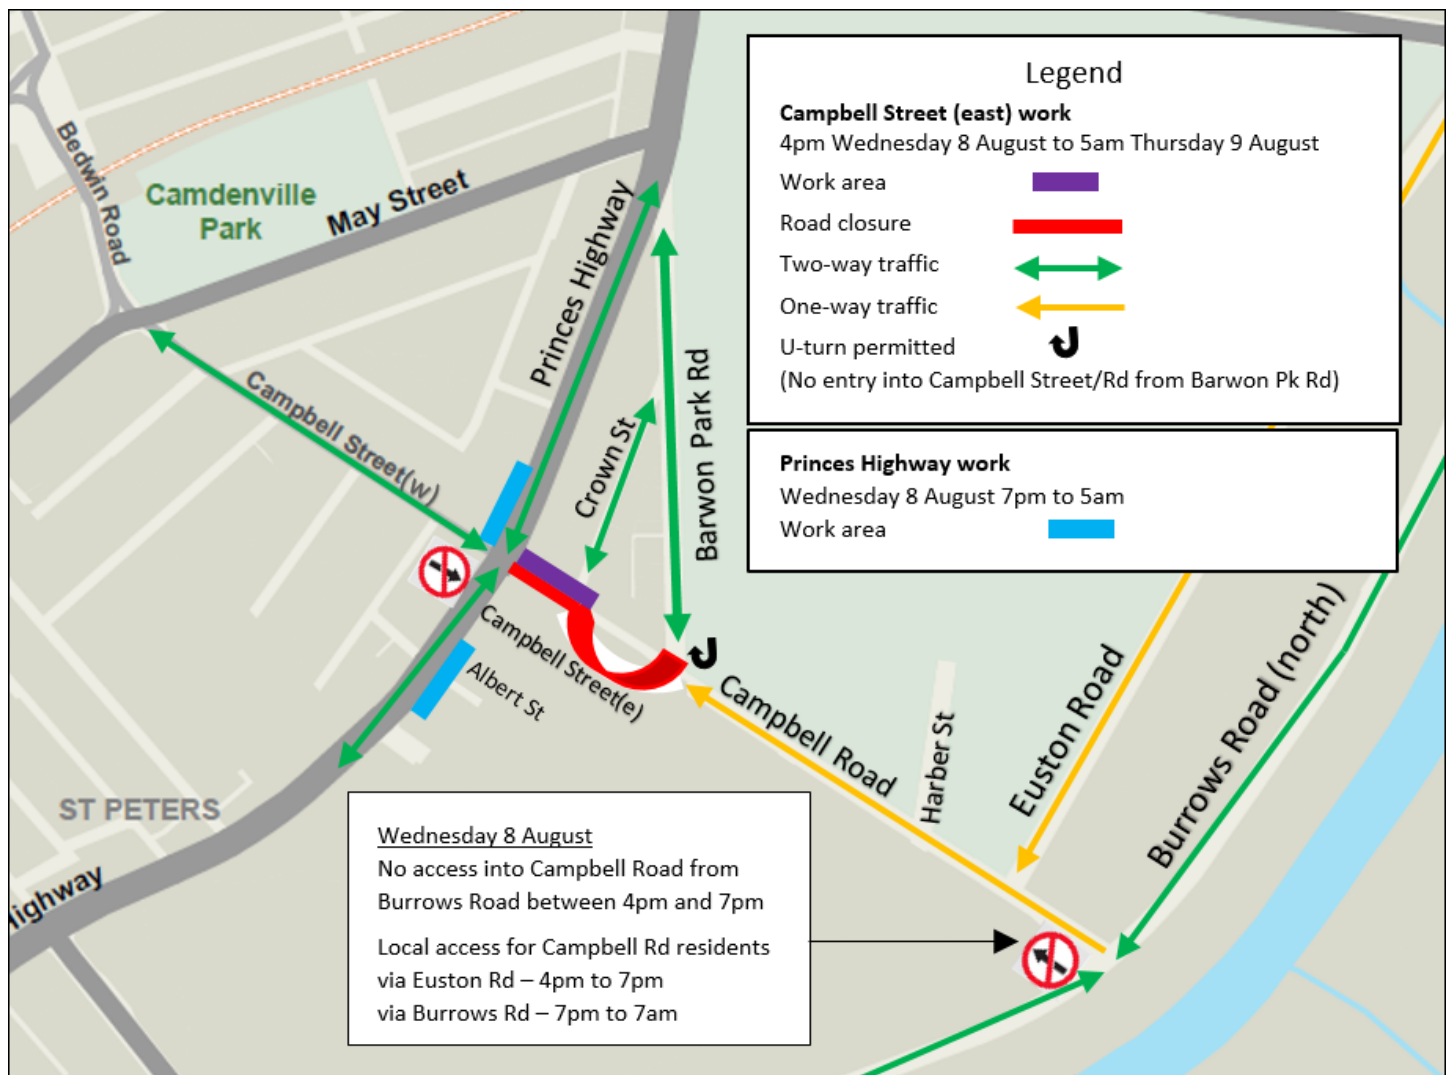 Legend
Campbell Street (east) work
4pm Wednesday 8 August to 5am Thursday 9 August
Work area
Road closure
Two-way traffic
One-way traffic
U-turn permitted
(No entry into Campbell Street/Rd from Barwon Pk Rd)
Princes Highway work
Wednesday 8 August 7pm to 5am
Work area
Bedwin Road
Camdenville
Park
May Street
Princes Highway
Campbell Street(w)
Crown St
Barwon Park Rd
Campbell Street(e)
Albert St
Campbell Road
Harber St
Euston Road
Burrows Road (north)
ST PETERS
Highway
Wednesday 8 August
No access into Campbell Road from
Burrows Road between 4pm and 7pm
Local access for Campbell Rd residents
via Euston Rd – 4pm to 7pm
via Burrows Rd – 7pm to 7am